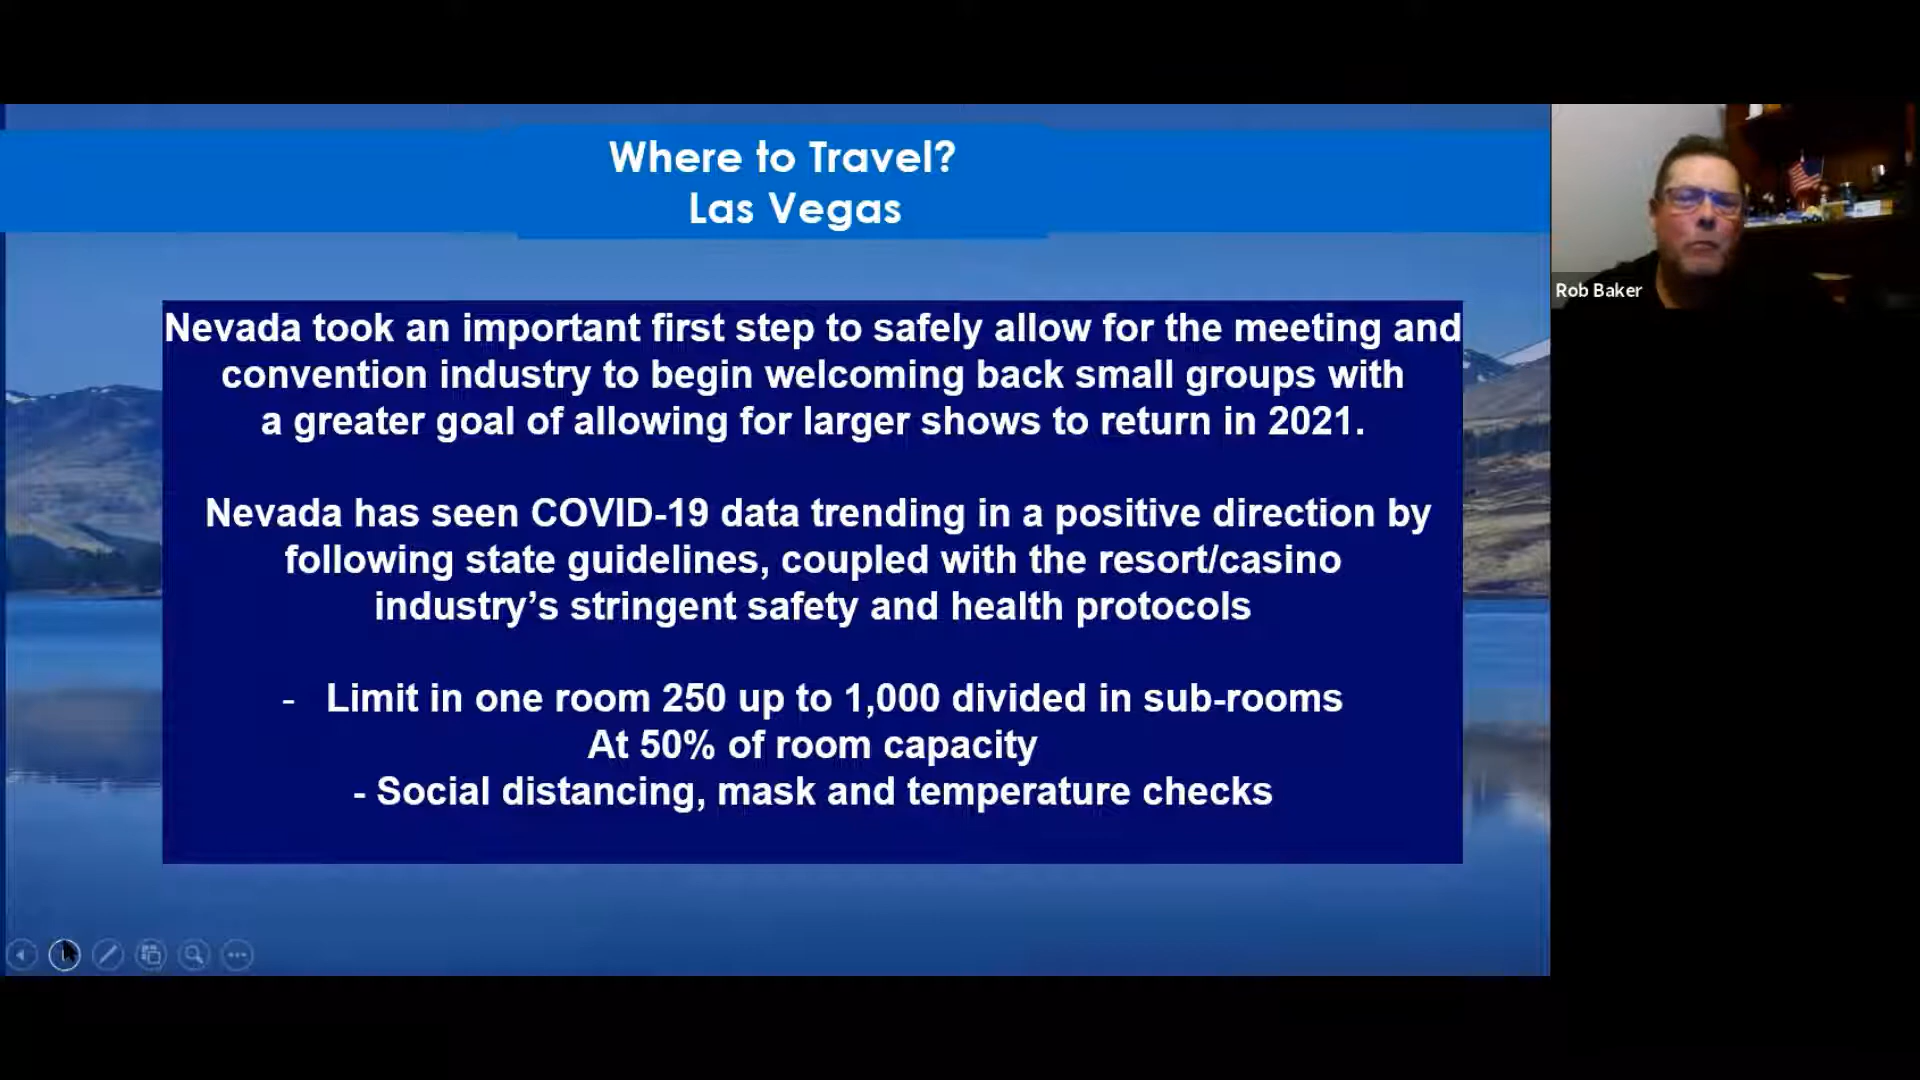 Where to Travel?
Las Vegas
Nevada took an important first step to safely allow for the meeting and
convention industry to begin welcoming back small groups with
a greater goal of allowing for larger shows to return in 2021.
Nevada has seen COVID-19 data trending in a positive direction by
following state guidelines, coupled with the resort/casino
industry’s stringent safety and health protocols
- Limit in one room 250 up to 1,000 divided in sub-rooms
At 50% of room capacity
- Social distancing, mask and temperature checks
Rob Baker